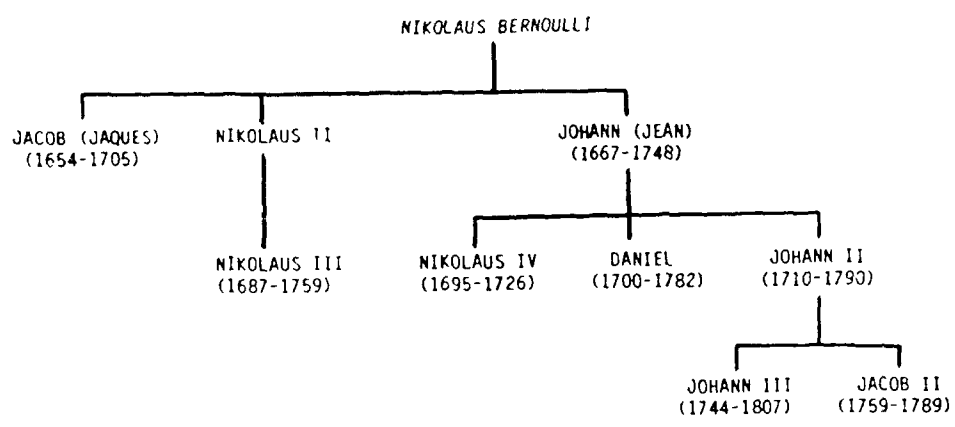 NIKOLAUS BERNOULLI
JACOB (JAQUES)
(1654-1705)
NIKOLAUS II
JOHANN (JEAN)
(1667-1748)
NIKOLAUS III
(1687-1759)
NIKOLAUS IV
(1695-1726)
DANIEL
(1700-1782)
JOHANN II
(1710-1790)
JOHANN III
(1744-1807)
JACOB II
(1759-1789)